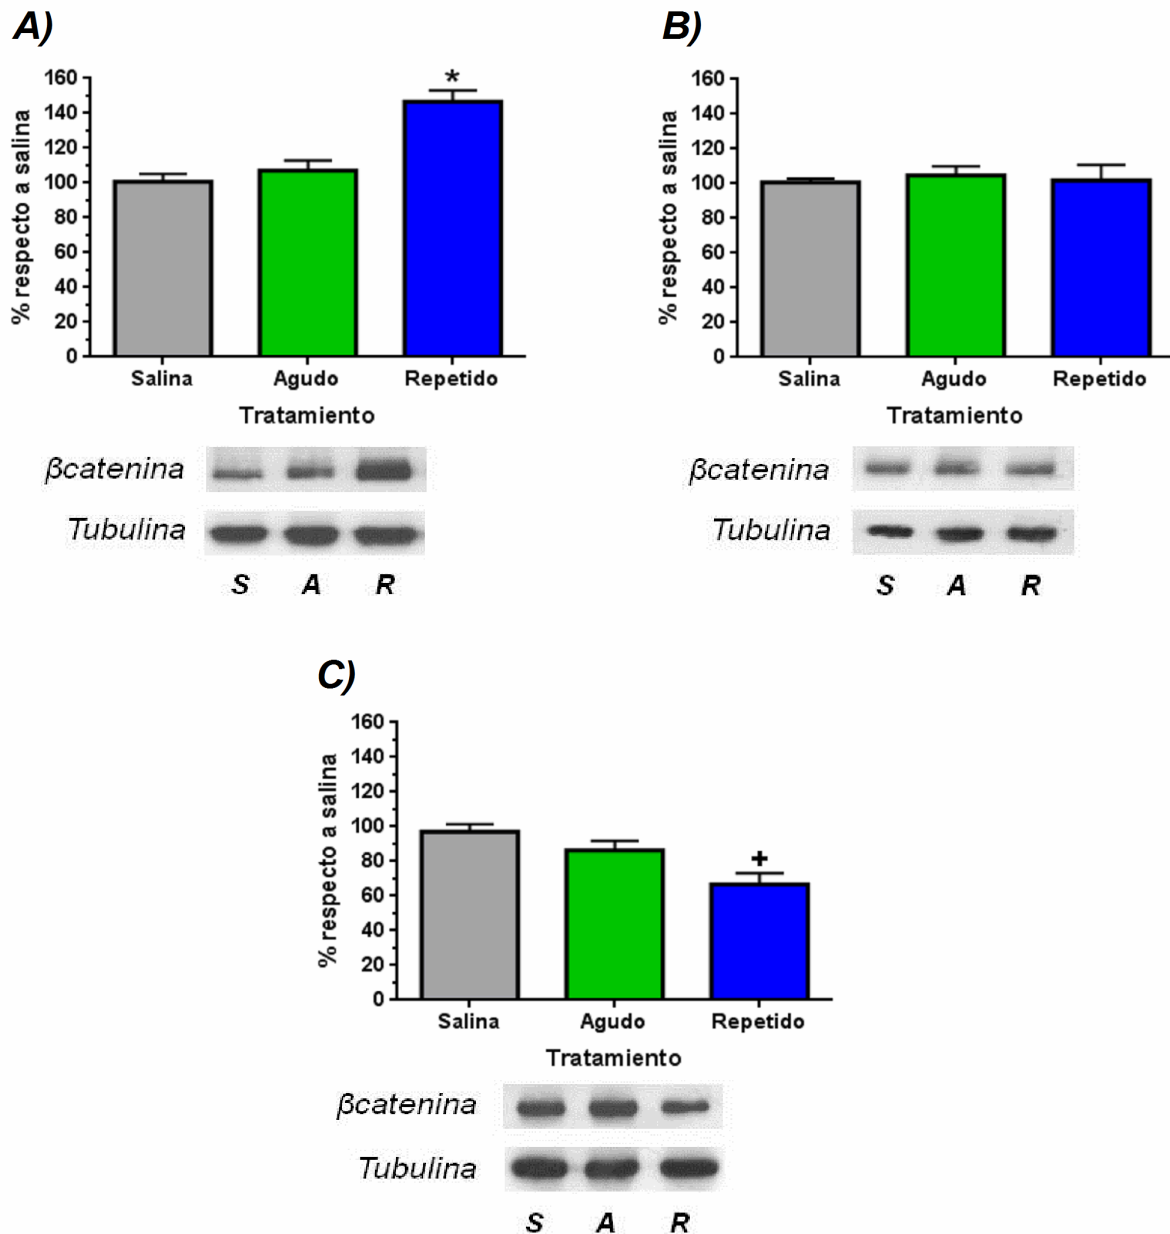 A)
% respecto a salina
160
140
120
100
80
60
40
20
0
*
Salina Agudo Repetido
Tratamiento
βcatenina
Tubulina
S A R
B)
% respecto a salina
160
140
120
100
80
60
40
20
0
Salina Agudo Repetido
Tratamiento
βcatenina
Tubulina
S A R
C)
% respecto a salina
160
140
120
100
80
60
40
20
0
+
Salina Agudo Repetido
Tratamiento
βcatenina
Tubulina
S A R